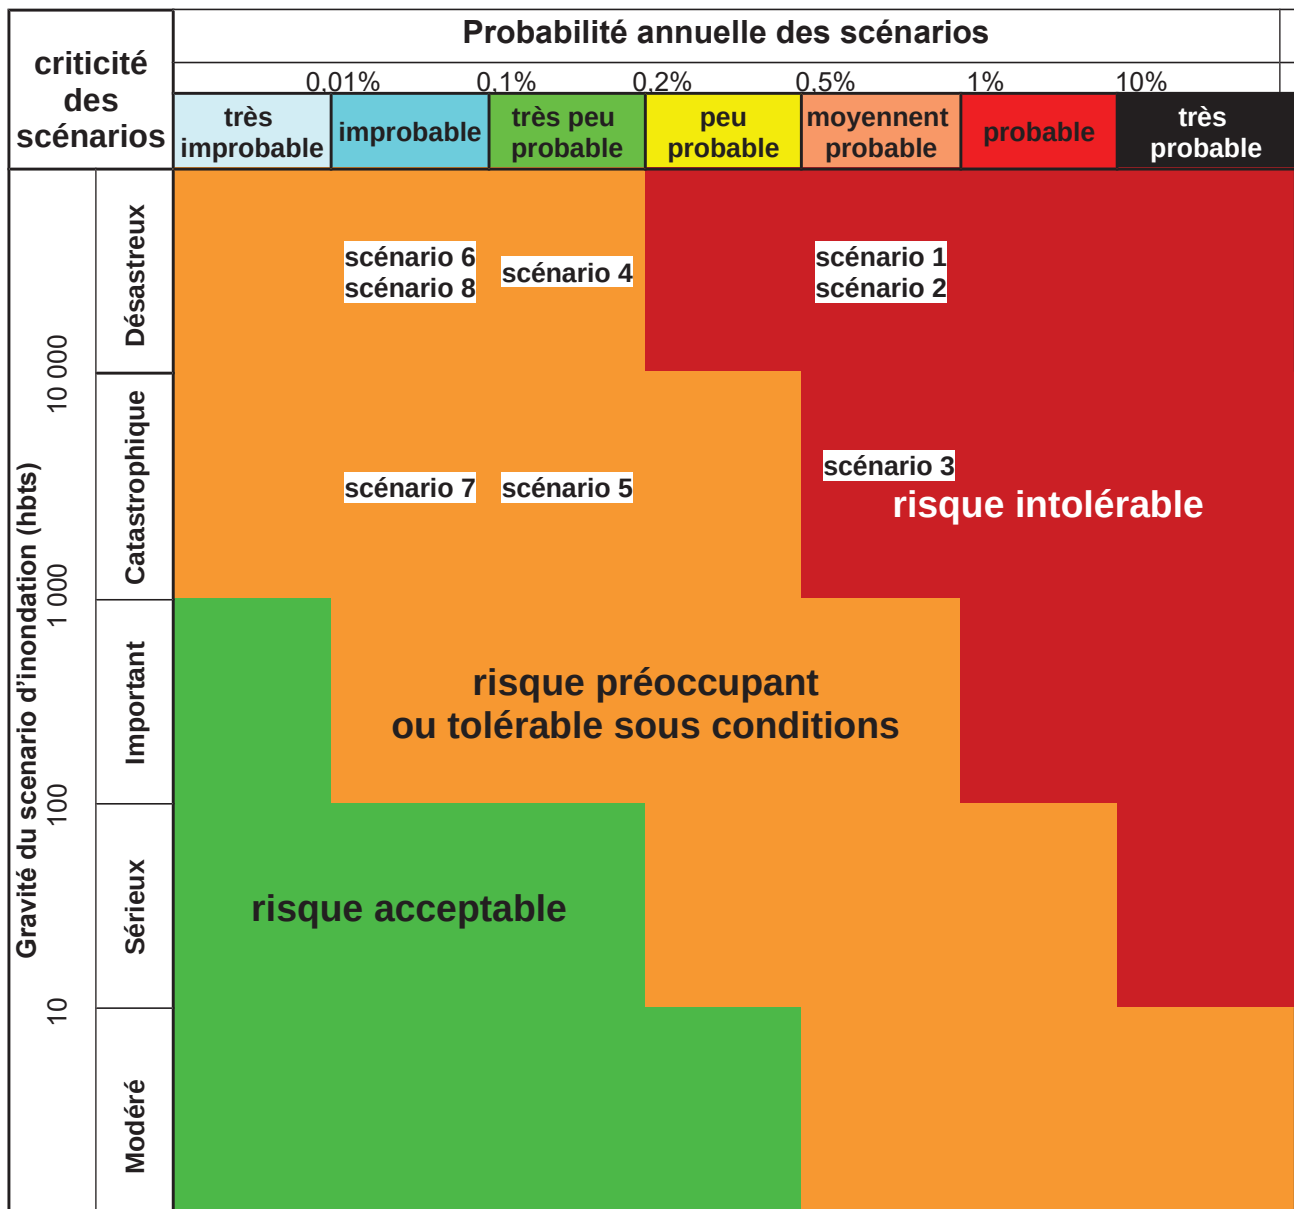 criticité
des
scénarios
Probabilité annuelle des scénarios
0,01% 0,1% 0,2% 0,5% 1% 10%
très
improbable
improbable
très peu
probable
peu
probable
moyennent
probable
probable
très
probable
Gravité du scenario d'inondation (hbts)
10 000
1 000
100
10
Désastreux
scénario 6
scénario 8
scénario 4
scénario 1
scénario 2
Catastrophique
scénario 7
scénario 5
scénario 3
risque intolérable
Important
risque préoccupant
ou tolérable sous conditions
Sérieux
risque acceptable
Modéré